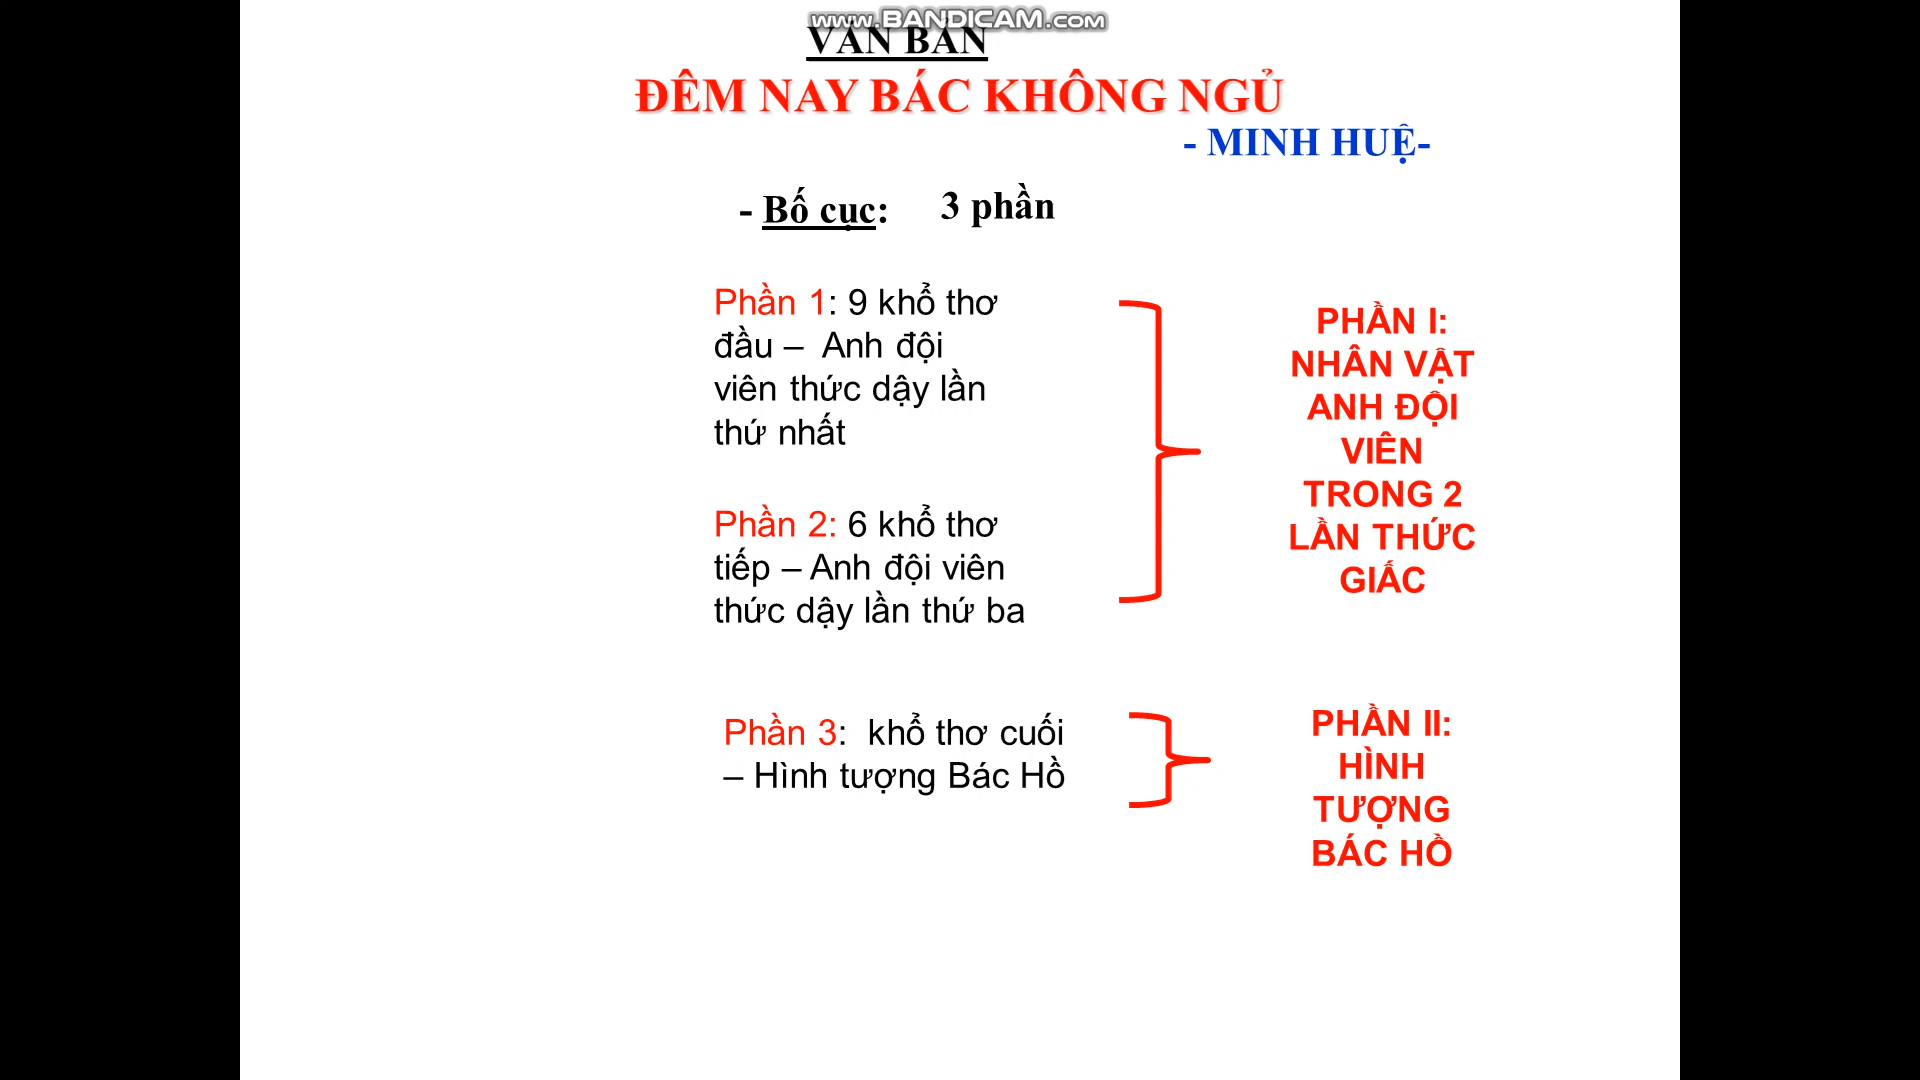 www.BANDICAM.com
VĂN BẢN
ĐÊM NAY BÁC KHÔNG NGỦ
- MINH HUỆ-
- Bố cục: 3 phần
Phần 1: 9 khổ thơ
đầu – Anh đội
viên thức dậy lần
thứ nhất
Phần 2: 6 khổ thơ
tiếp – Anh đội viên
thức dậy lần thứ ba
PHẦN I:
NHÂN VẬT
ANH ĐỘI
VIÊN
TRONG 2
LẦN THỨC
GIẤC
Phần 3: khổ thơ cuối
– Hình tượng Bác Hồ
PHẦN II:
HÌNH
TƯỢNG
BÁC HỒ